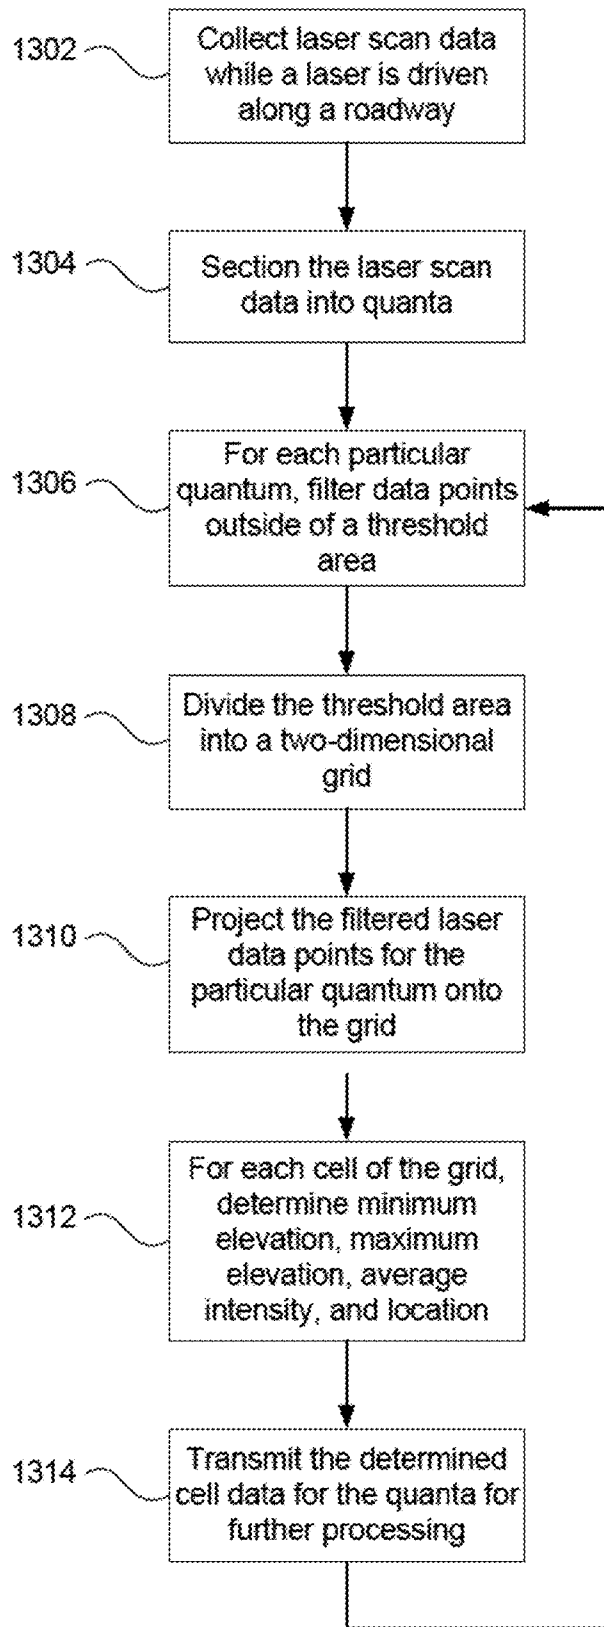 1302
Collect laser scan data
while a laser is driven
along a roadway
1304
Section the laser scan
data into quanta
1306
For each particular
quantum, filter data points
outside of a threshold
area
1308
Divide the threshold area
into a two-dimensional
grid
1310
Project the filtered laser
data points for the
particular quantum onto
the grid
1312
For each cell of the grid,
determine minimum
elevation, maximum
elevation, average
intensity, and location
1314
Transmit the determined
cell data for the quanta for
further processing